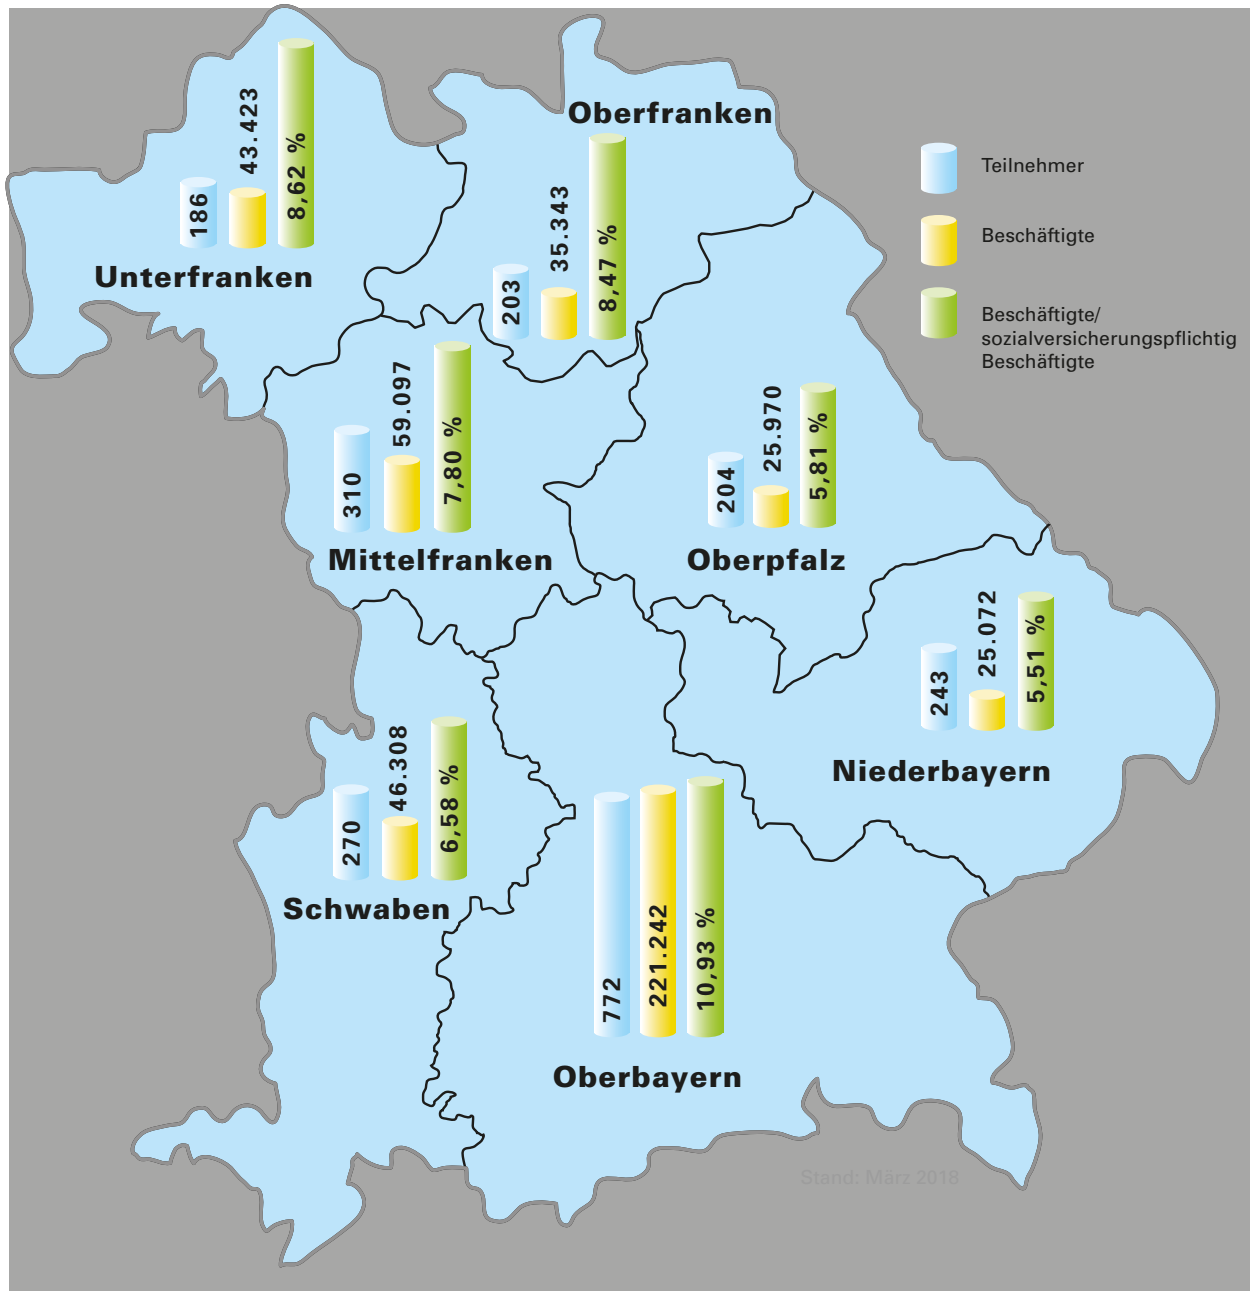 Oberfranken
43.423
8,62 %
186
Unterfranken
35.343
8,47 %
203
Teilnehmer
Beschäftigte
Beschäftigte/
sozialversicherungspflichtig
Beschäftigte
59.097
7,80 %
310
Mittelfranken
25.970
5,81 %
204
Oberpfalz
25.072
5,51 %
243
Niederbayern
46.308
6,58 %
270
Schwaben
772
221.242
10,93 %
Oberbayern
Stand: März 2018